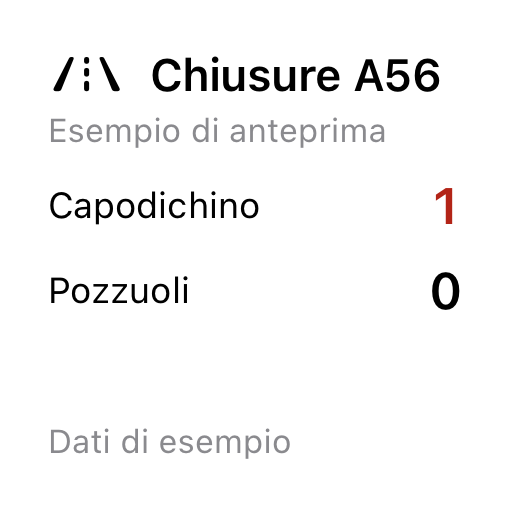 Chiusure A56
Esempio di anteprima
Capodichino 1
Pozzuoli 0
Dati di esempio